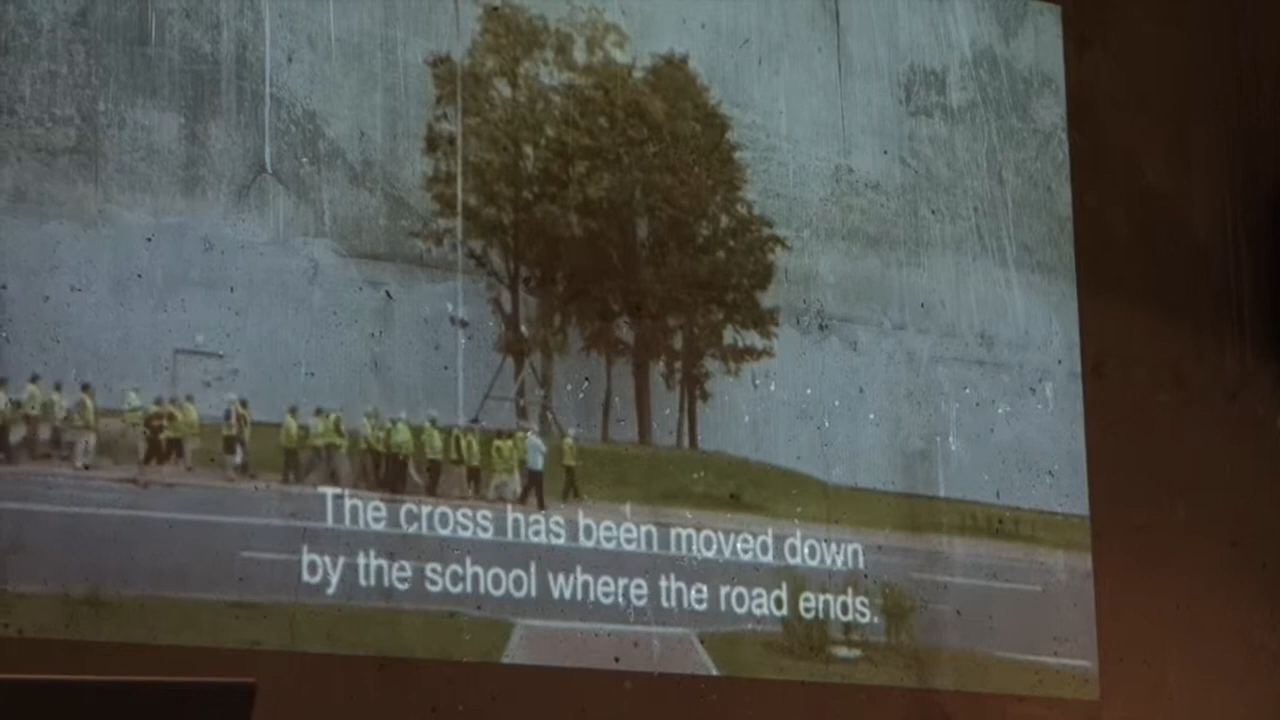 The cross has been moved down
by the school where the road ends.